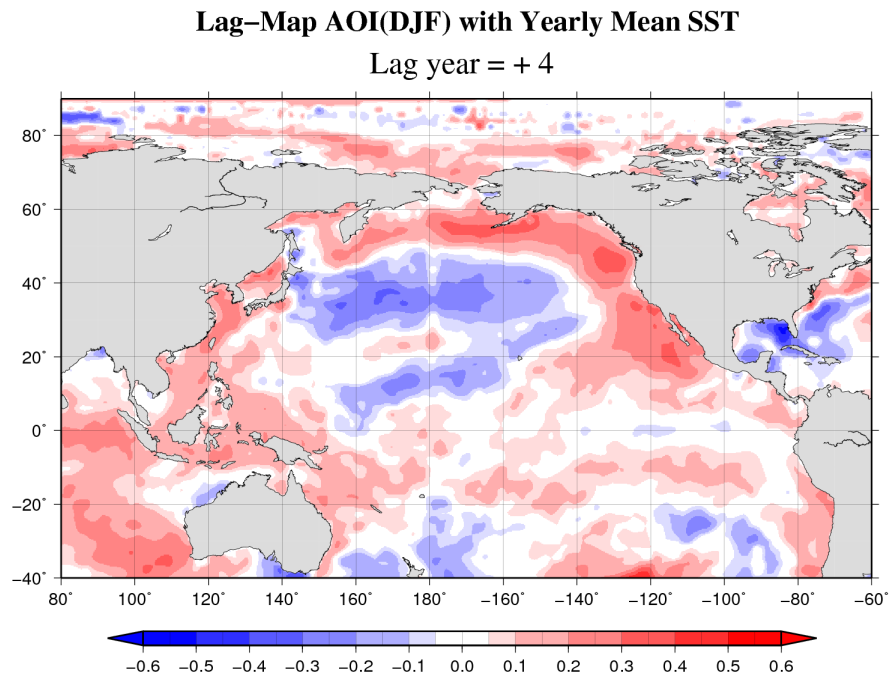 Lag−Map AOI(DJF) with Yearly Mean SST
Lag year = + 4
80˚
60˚
40˚
20˚
0˚
−20˚
−40˚
80 100 120 140 160 180 −160˚ −140˚ −120˚ −100˚ −80˚ −60˚
−0.6 −0.5 −0.4 −0.3 −0.2 −0.1 0.0 0.1 0.2 0.3 0.4 0.5 0.6